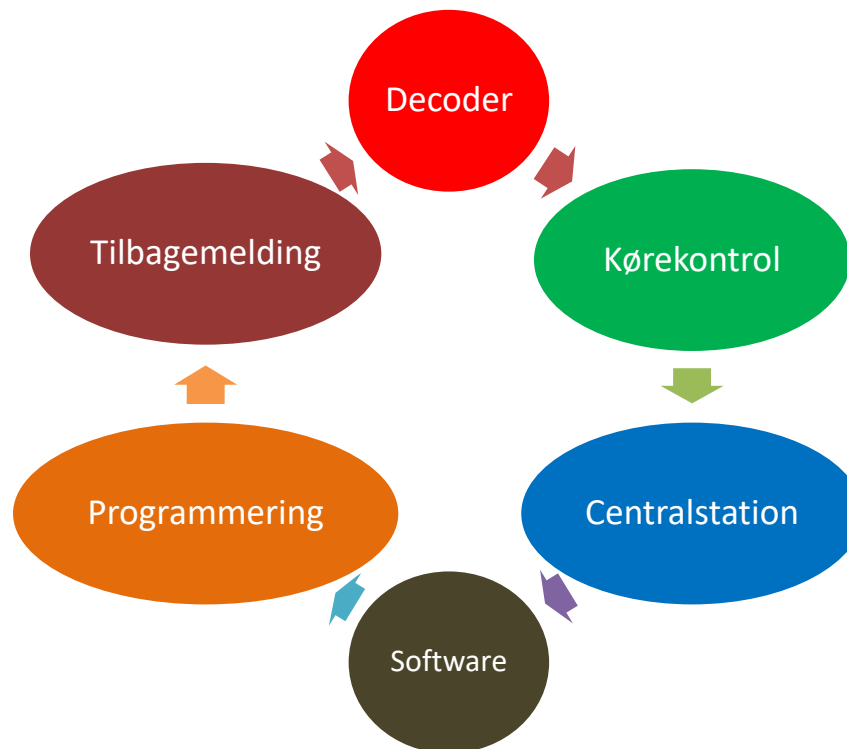 Decoder
Kørekontrol
Centralstation
Software
Programmering
Tilbagemelding